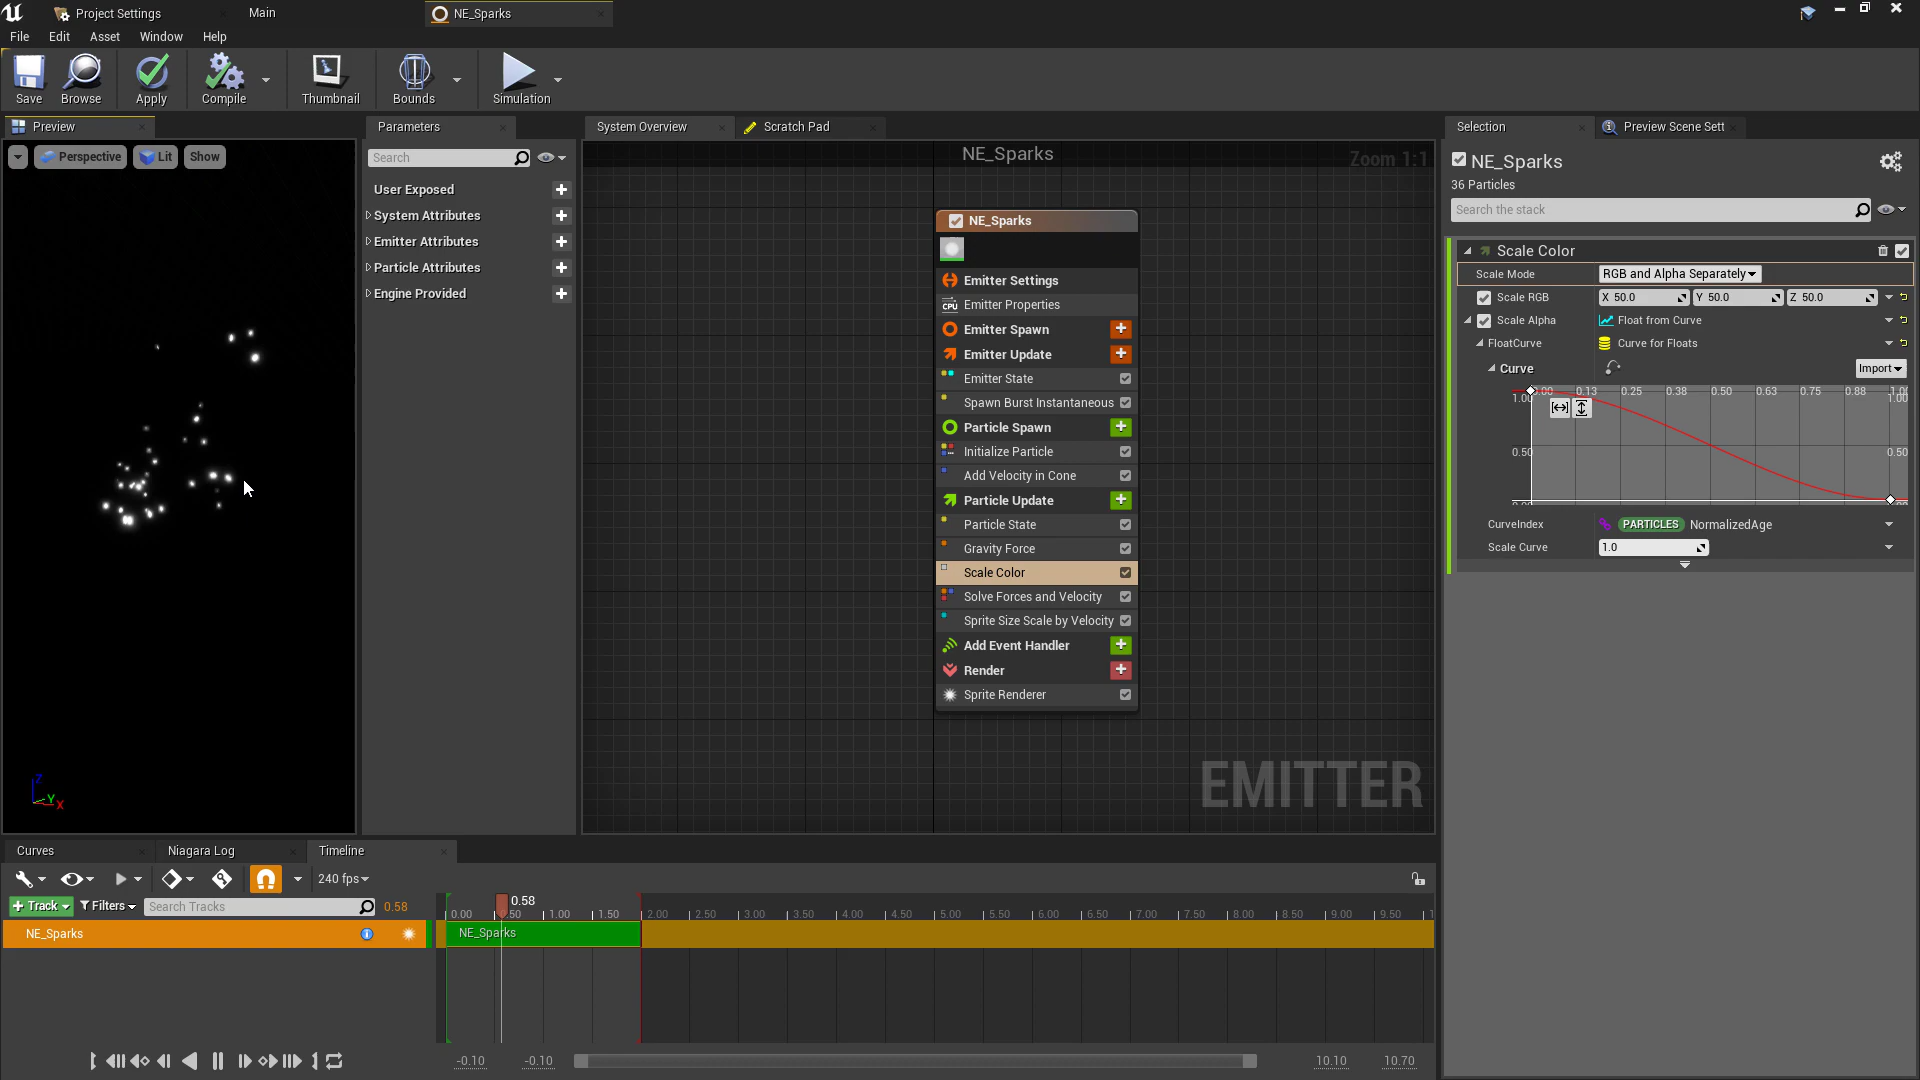 Project Settings
Main
NE_Sparks
File Edit Asset Window Help
Save Browse Apply Compile Thumbnail Bounds Simulation
Preview
Perspective Lit Show
Z
Y
X
Parameters
Search
User Exposed
System Attributes
Emitter Attributes
Particle Attributes
Engine Provided
System Overview
Scratch Pad
NE_Sparks
Zoom 1:1
NE_Sparks
Emitter Settings
CPU Emitter Properties
Emitter Spawn
Emitter Update
Emitter State
Spawn Burst Instantaneous
Particle Spawn
Initialize Particle
Add Velocity in Cone
Particle Update
Particle State
Gravity Force
Scale Color
Solve Forces and Velocity
Sprite Size Scale by Velocity
Add Event Handler
Render
Sprite Renderer
EMITTER
Selection
Preview Scene Sett
NE_Sparks
36 Particles
Search the stack
Scale Color
Scale Mode RGB and Alpha Separately
Scale RGB X 50.0 Y 50.0 Z 50.0
Scale Alpha Float from Curve
FloatCurve Curve for Floats
Curve Import
0.13 0.25 0.38 0.50 0.63 0.75 0.88
1.00 1.00
0.50 0.50
CurveIndex PARTICLES NormalizedAge
Scale Curve 1.0
Curves
Niagara Log
Timeline
240 fps
+ Track Filters Search Tracks 0.58
0.58
0.00 1.00 1.50 2.00 2.50 3.00 3.50 4.00 4.50 5.00 5.50 6.00 6.50 7.00 7.50 8.00 8.50 9.00 9.50
NE_Sparks
NE_Sparks
-0.10 -0.10 10.10 10.70